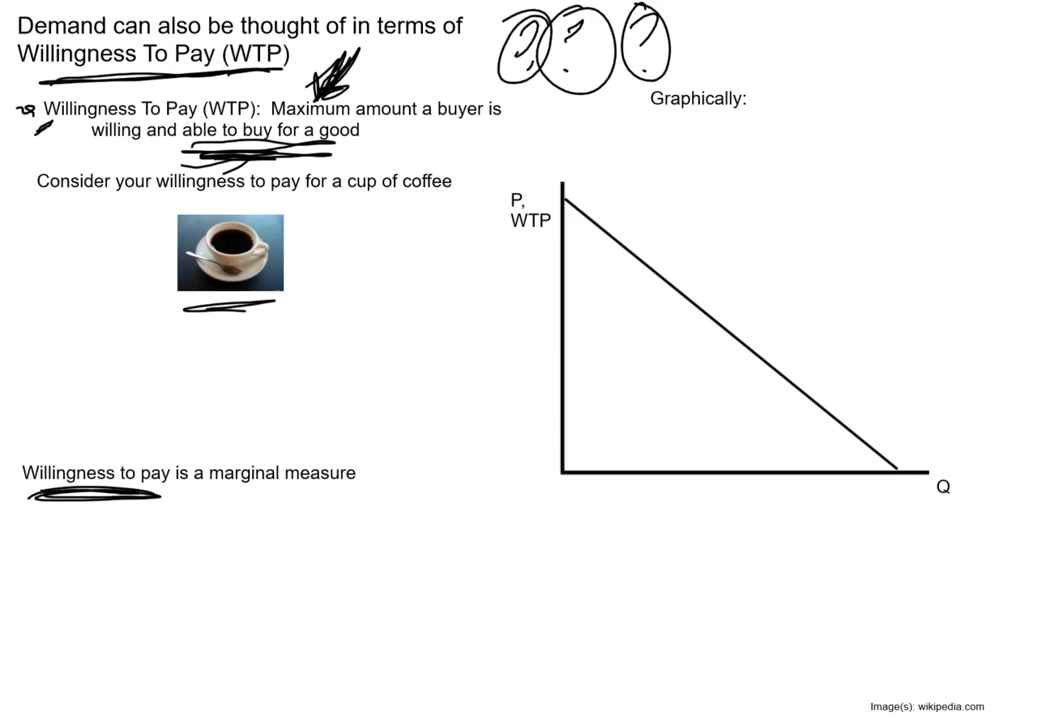 Demand can also be thought of in terms of
Willingness To Pay (WTP)
? ? ?
Graphically:
Willingness To Pay (WTP): Maximum amount a buyer is
willing and able to buy for a good
Consider your willingness to pay for a cup of coffee
P,
WTP
Willingness to pay is a marginal measure
Q
Image(s): wikipedia.com